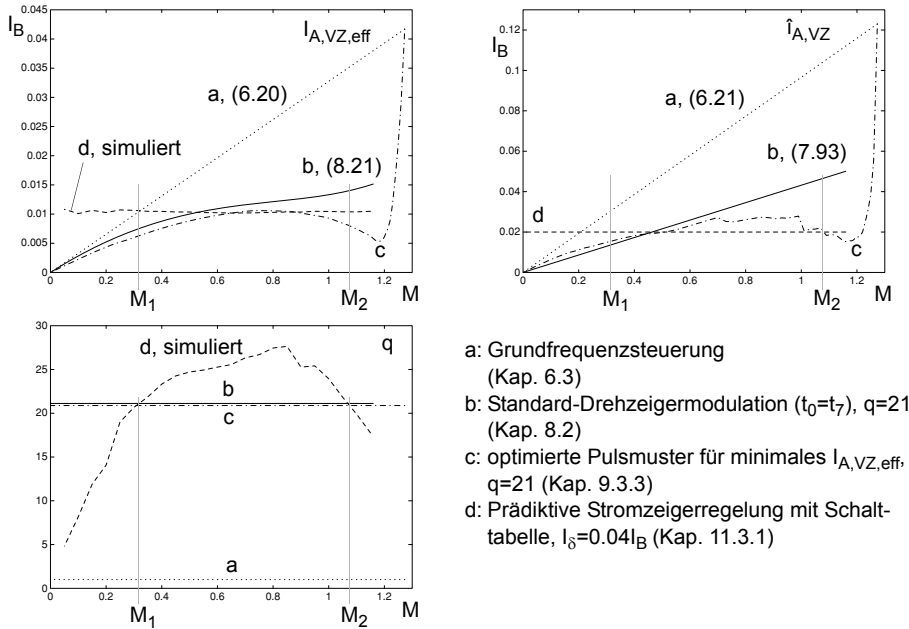 I_B
0.045
0.04
0.035
0.03
0.025
0.02
0.015
0.01
0.005
0
I_A,VZ,eff
a, (6.20)
d, simuliert
b, (8.21)
c
0 0.2 0.4 0.6 0.8 1 1.2 M
M_1 M_2
I_B
0.12
0.1
0.08
0.06
0.04
0.02
0
î_A,VZ
a, (6.21)
b, (7.93)
d
c
0 0.2 0.4 0.6 0.8 1 1.2 M
M_1 M_2
30
25
20
15
10
5
0
d, simuliert
q
b
c
a
0 0.2 0.4 0.6 0.8 1 1.2 M
M_1 M_2
a: Grundfrequenzsteuerung
(Kap. 6.3)
b: Standard-Drehzeigermodulation (t_0=t_7), q=21
(Kap. 8.2)
c: optimierte Pulsmuster für minimales I_A,VZ,eff,
q=21 (Kap. 9.3.3)
d: Prädiktive Stromzeigerregelung mit Schalt-
tabelle, I_δ=0.04I_B (Kap. 11.3.1)